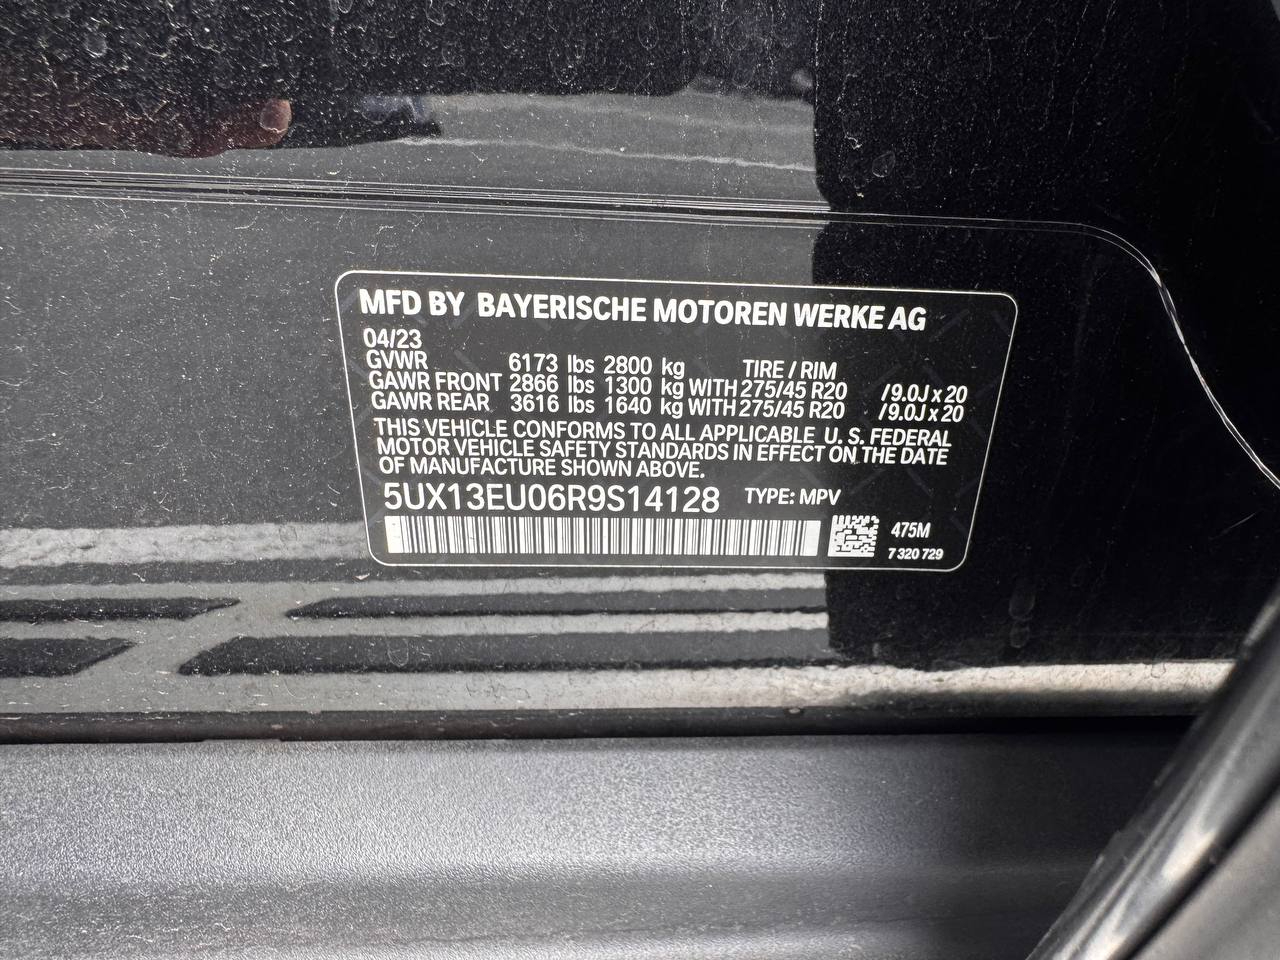 MFD BY BAYERISCHE MOTOREN WERKE AG
04/23
GVWR 6173 lbs 2800 kg TIRE / RIM
GAWR FRONT 2866 lbs 1300 kg WITH 275/45 R20 /9.0J x 20
GAWR REAR 3616 lbs 1640 kg WITH 275/45 R20 /9.0J x 20
THIS VEHICLE CONFORMS TO ALL APPLICABLE U. S. FEDERAL
MOTOR VEHICLE SAFETY STANDARDS IN EFFECT ON THE DATE
OF MANUFACTURE SHOWN ABOVE.
5UX13EU06R9S14128 TYPE: MPV
475M
7 320 729